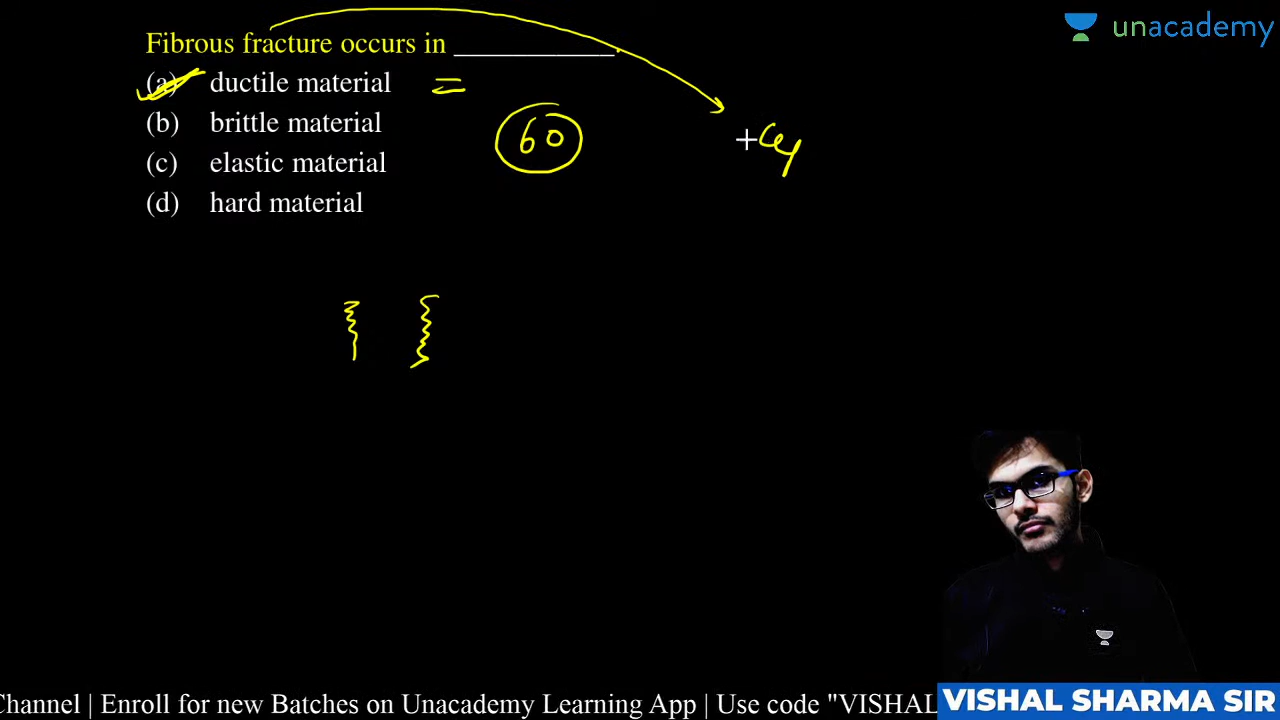 unacademy
Fibrous fracture occurs in ____________.
(a) ductile material =
(b) brittle material
60
(c) elastic material
(d) hard material
Channel | Enroll for new Batches on Unacademy Learning App | Use code "VISHAL
VISHAL SHARMA SIR